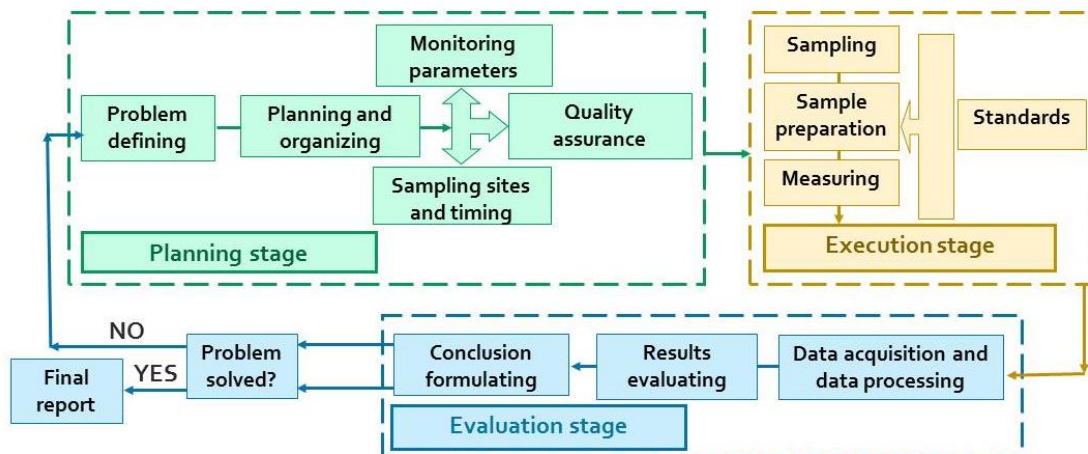 Problem
defining
Planning and
organizing
Monitoring
parameters
Quality
assurance
Sampling sites
and timing
Planning stage
Sampling
Sample
preparation
Measuring
Standards
Execution stage
Data acquisition and
data processing
Results
evaluating
Conclusion
formulating
Evaluation stage
Problem
solved?
NO
YES
Final
report